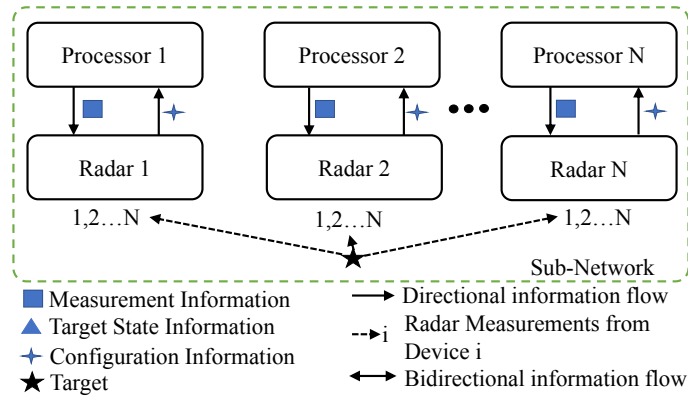 Processor 1
Processor 2
Processor N
Radar 1
Radar 2
Radar N
1,2…N
1,2…N
1,2…N
Sub-Network
Measurement Information
Target State Information
Configuration Information
Target
Directional information flow
i Radar Measurements from
Device i
Bidirectional information flow